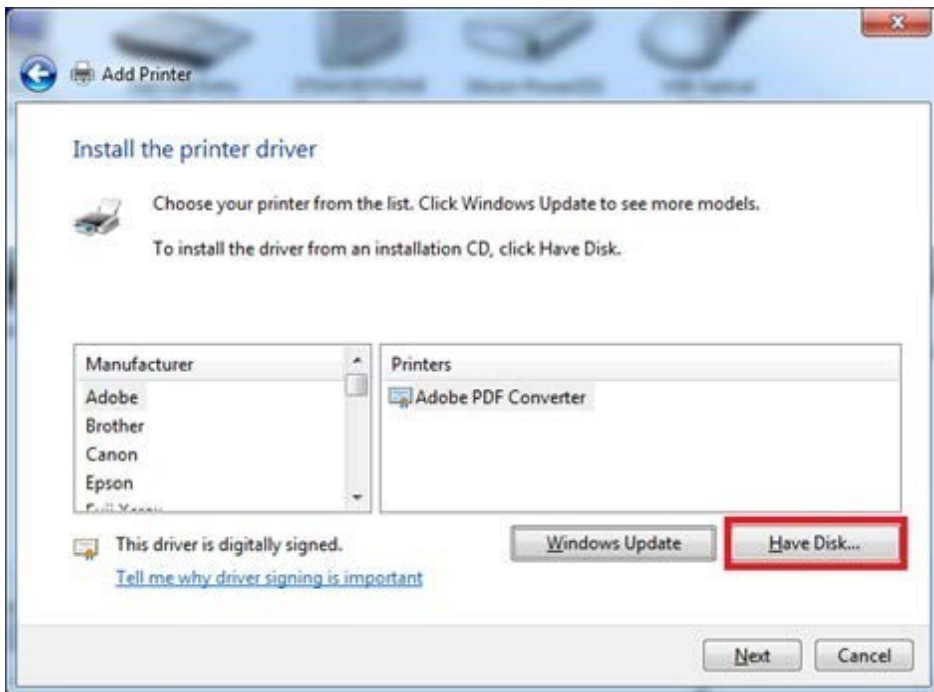 Add Printer
Install the printer driver
Choose your printer from the list. Click Windows Update to see more models.
To install the driver from an installation CD, click Have Disk.
Manufacturer
Printers
Adobe
Adobe PDF Converter
Brother
Canon
Epson
This driver is digitally signed.
Windows Update
Have Disk...
Tell me why driver signing is important
Next
Cancel